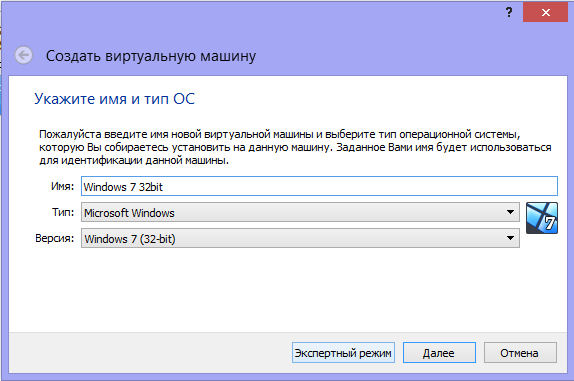 ?
Создать виртуальную машину
Укажите имя и тип ОС
Пожалуйста введите имя новой виртуальной машины и выберите тип операционной системы,
которую Вы собираетесь установить на данную машину. Заданное Вами имя будет использоваться
для идентификации данной машины.
Имя: Windows 7 32bit
Тип: Microsoft Windows
7
Версия: Windows 7 (32-bit)
Экспертный режим Далее Отмена